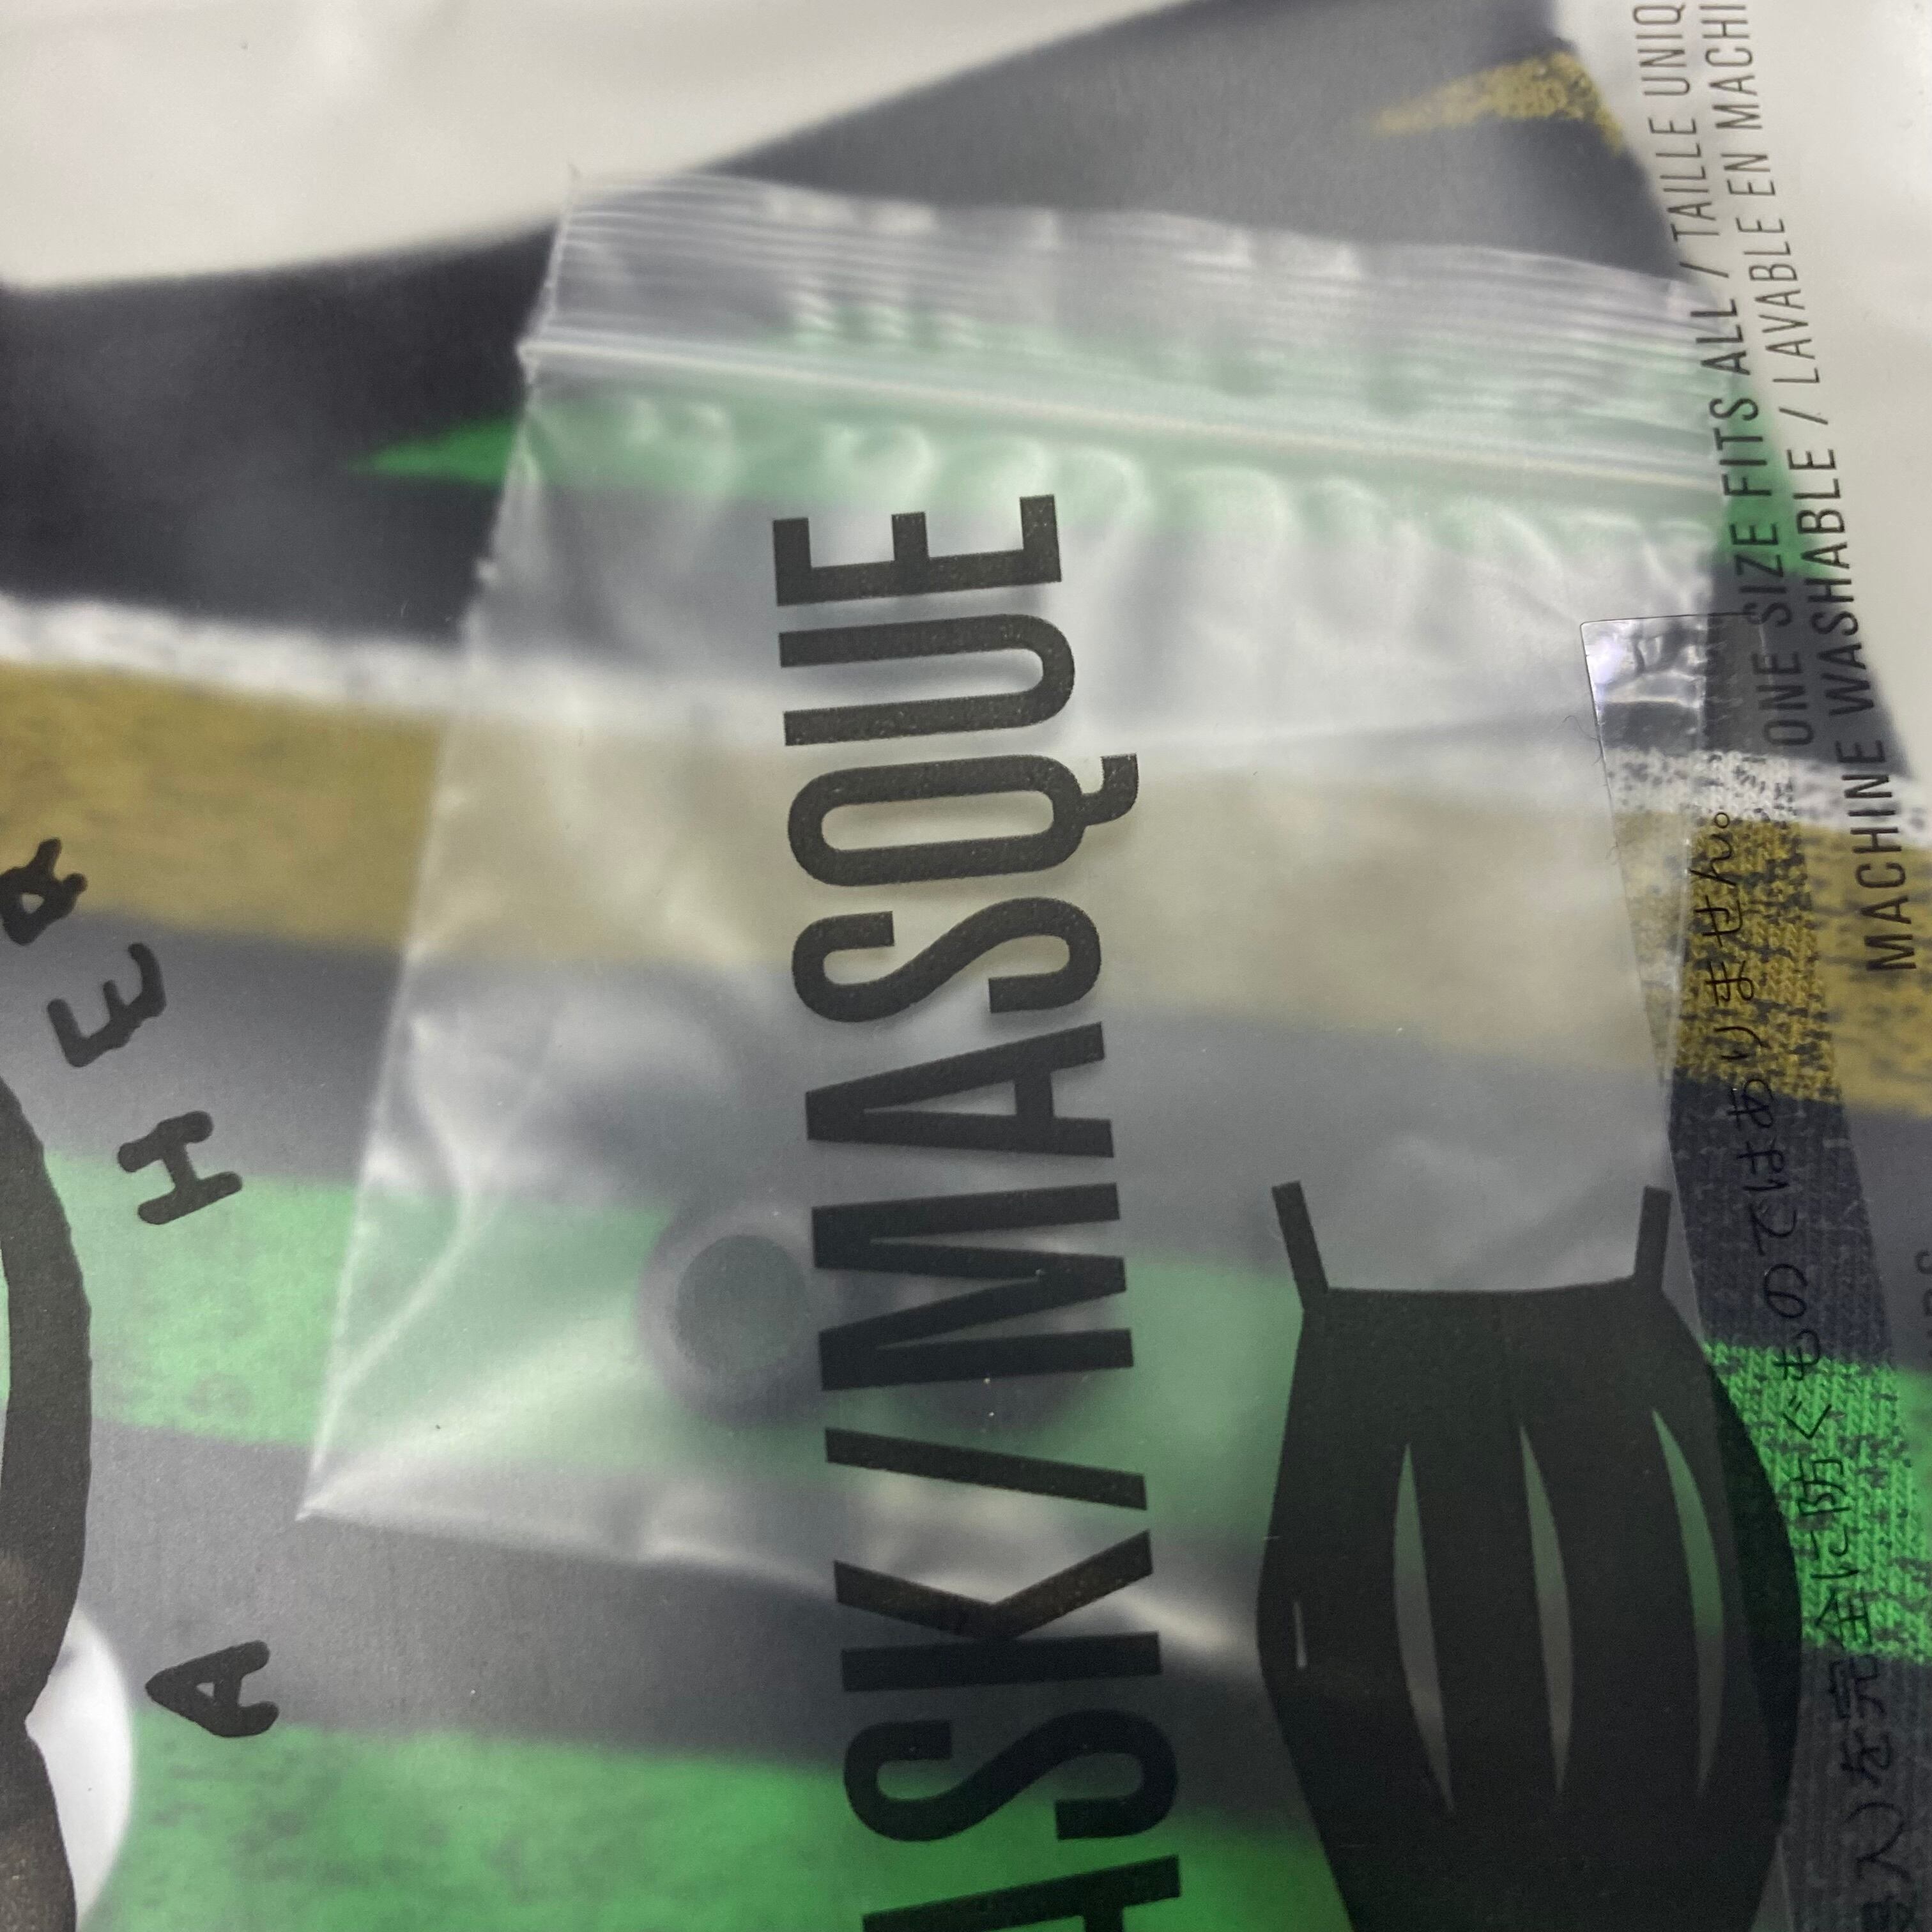 ASK/MASQUE
ONE SIZE FITS ALL / TAILLE UNIQ
MACHINE WASHABLE / LAVABLE EN MACHI
入)を完全に防ぐものではありません。
A HER